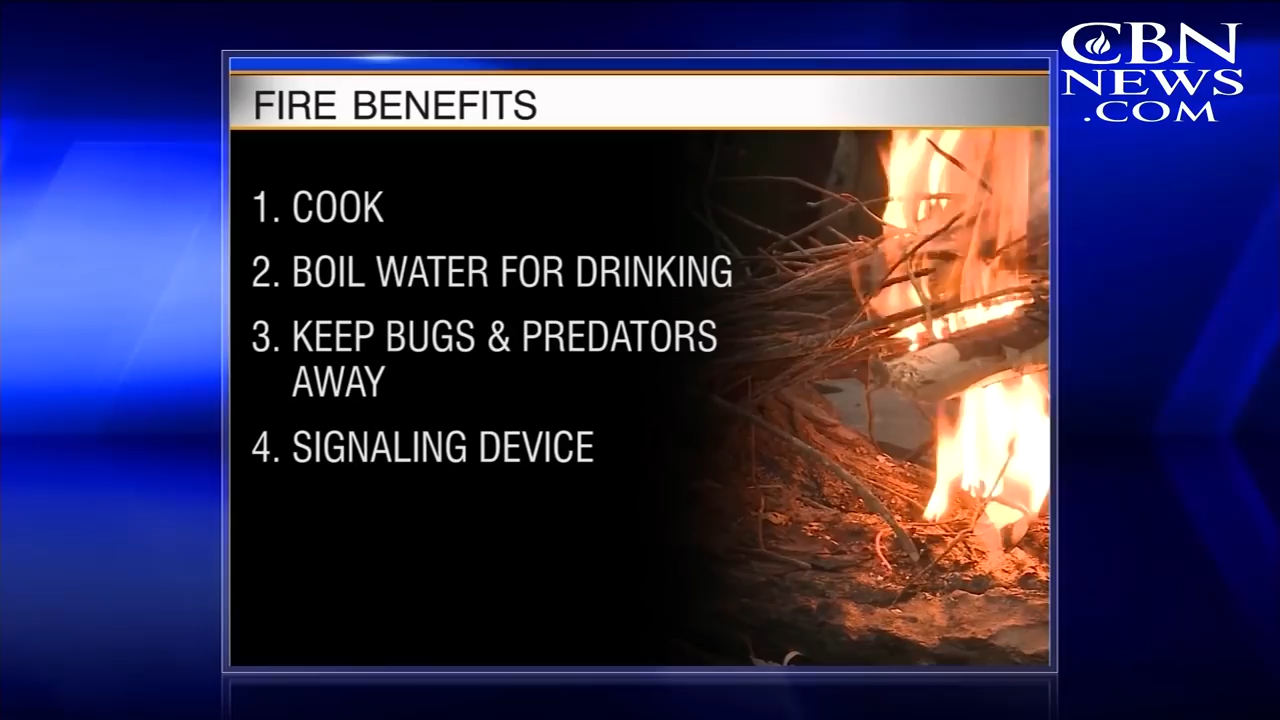 CBN
NEWS
.COM
FIRE BENEFITS
1. COOK
2. BOIL WATER FOR DRINKING
3. KEEP BUGS & PREDATORS
AWAY
4. SIGNALING DEVICE